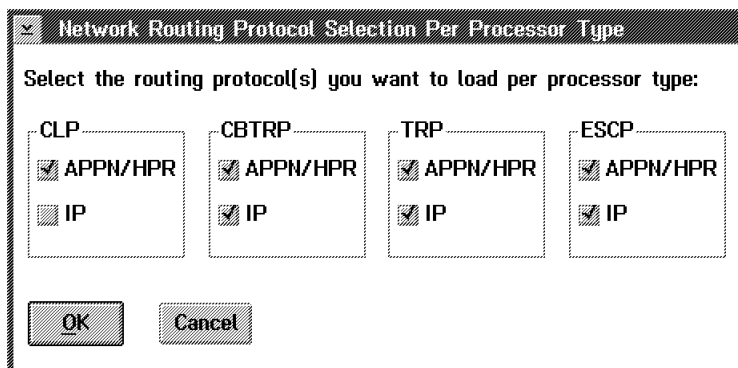 Network Routing Protocol Selection Per Processor Type
Select the routing protocol(s) you want to load per processor type:
CLP CBTRP TRP ESCP
APPN/HPR APPN/HPR APPN/HPR APPN/HPR
IP IP IP IP
OK Cancel